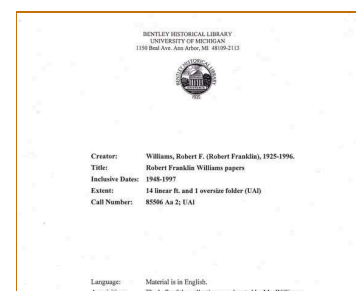 BENTLEY HISTORICAL LIBRARY
UNIVERSITY OF MICHIGAN
1150 Beal Ave. Ann Arbor, MI 48109-2113
Creator: Williams, Robert F. (Robert Franklin), 1925-1996.
Title: Robert Franklin Williams papers
Inclusive Dates: 1948-1997
Extent: 14 linear ft. and 1 oversize folder (UAl)
Call Number: 85506 Aa 2; UAl
Language: Material is in English.